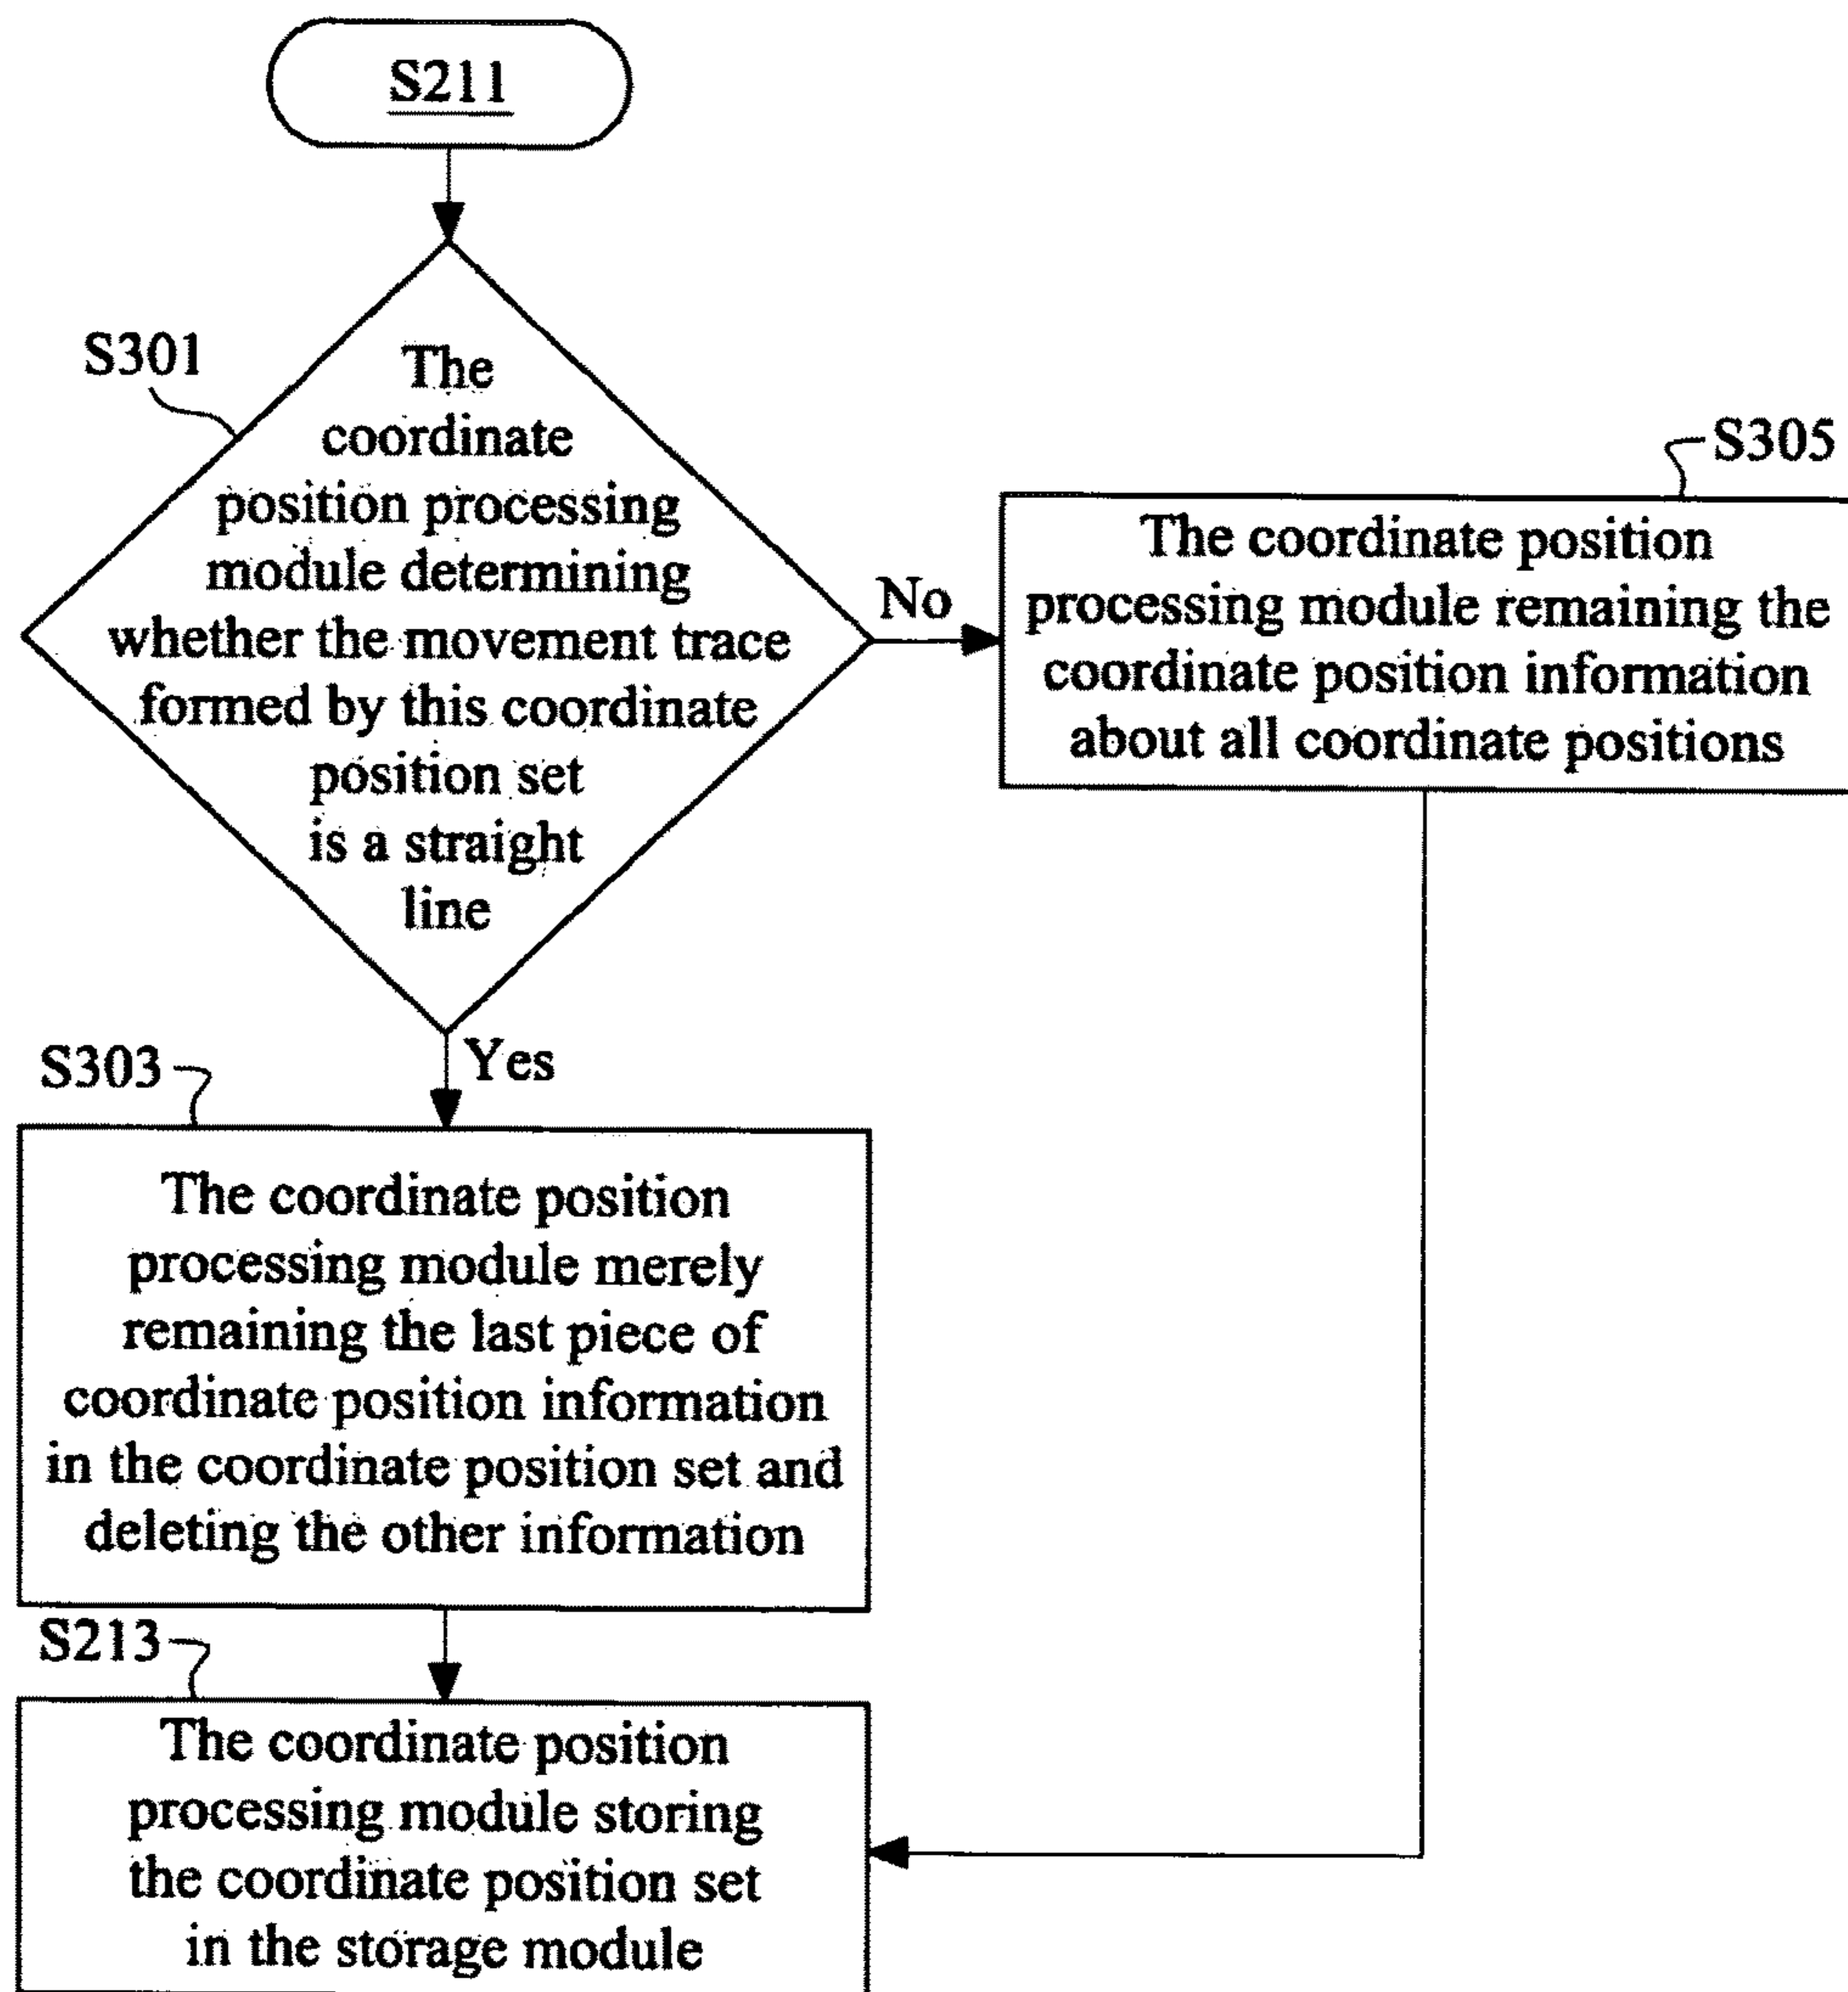 S211
S301
The
coordinate
position processing
module determining
whether the movement trace
formed by this coordinate
position set
is a straight
line
No
S305
The coordinate position
processing module remaining the
coordinate position information
about all coordinate positions
Yes
S303
The coordinate position
processing module merely
remaining the last piece of
coordinate position information
in the coordinate position set and
deleting the other information
S213
The coordinate position
processing module storing
the coordinate position set
in the storage module